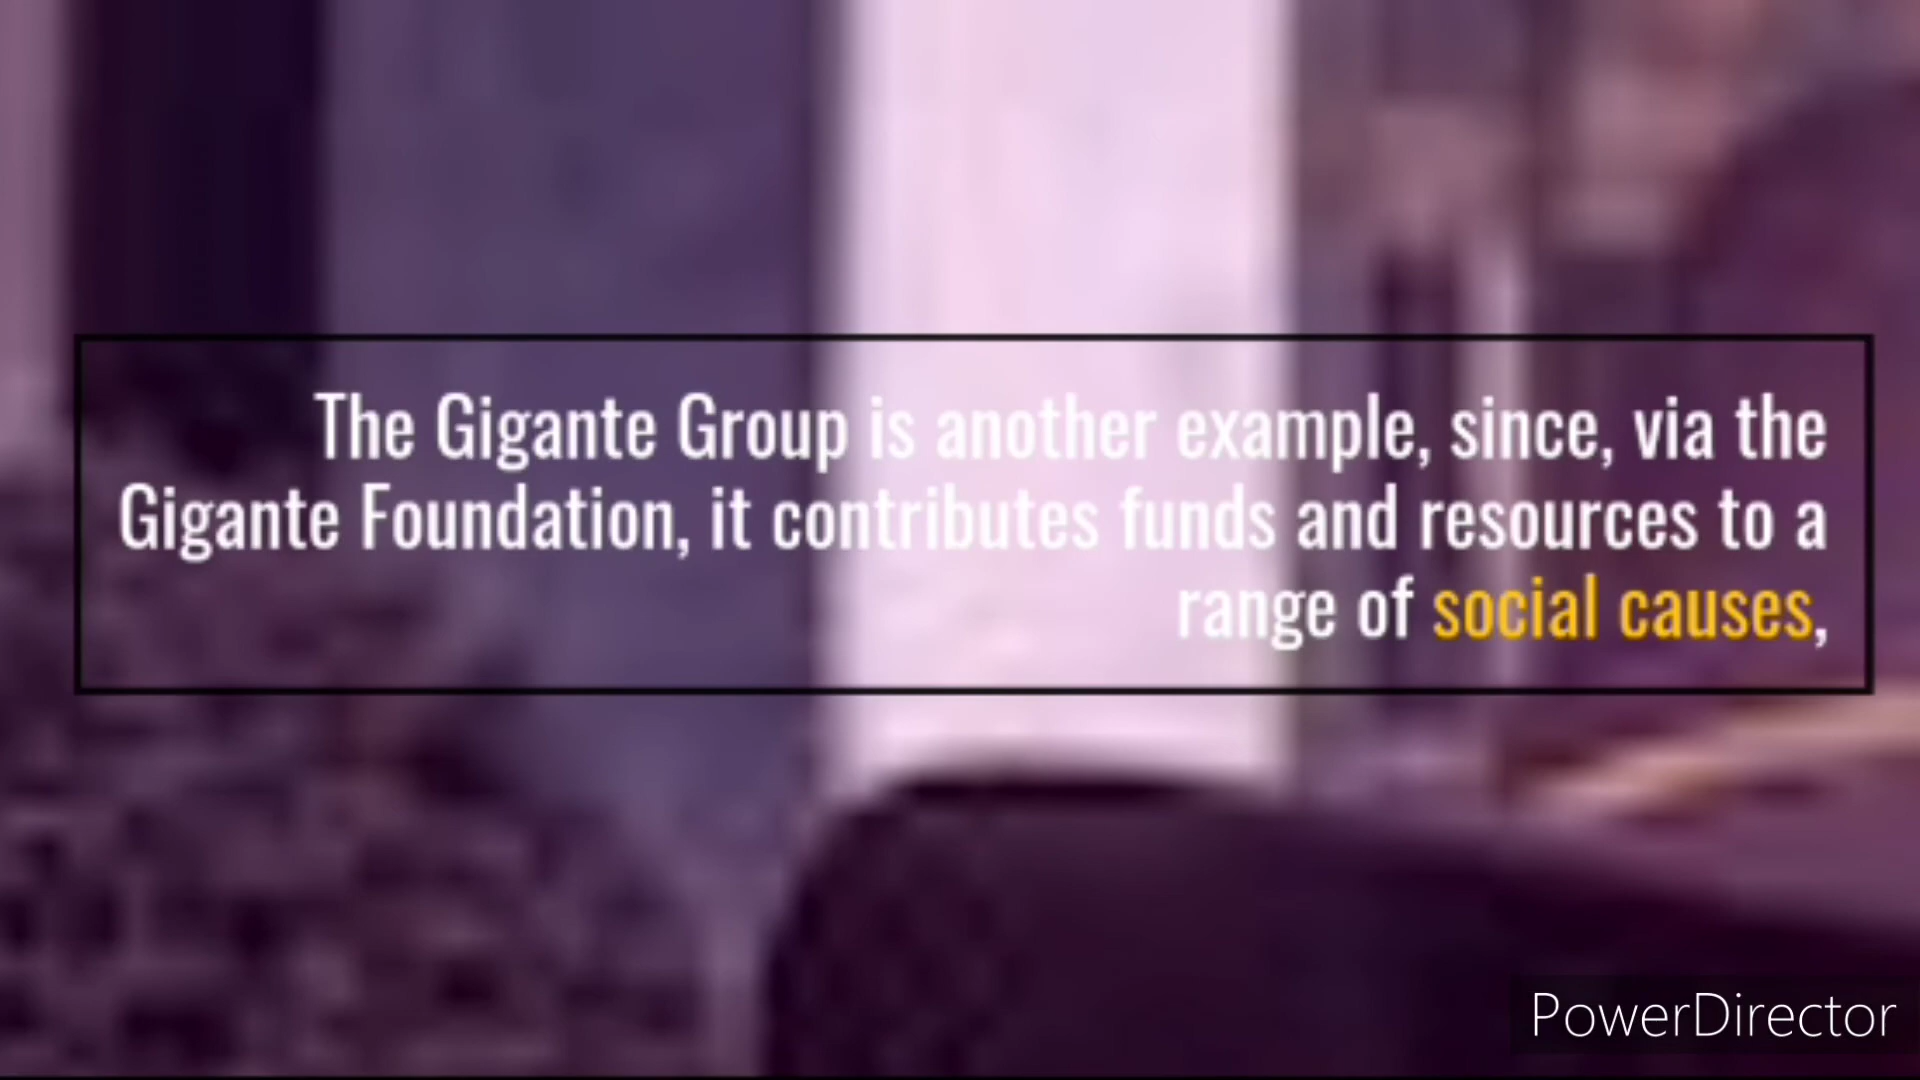 The Gigante Group is another example, since, via the
Gigante Foundation, it contributes funds and resources to a
range of social causes,
PowerDirector